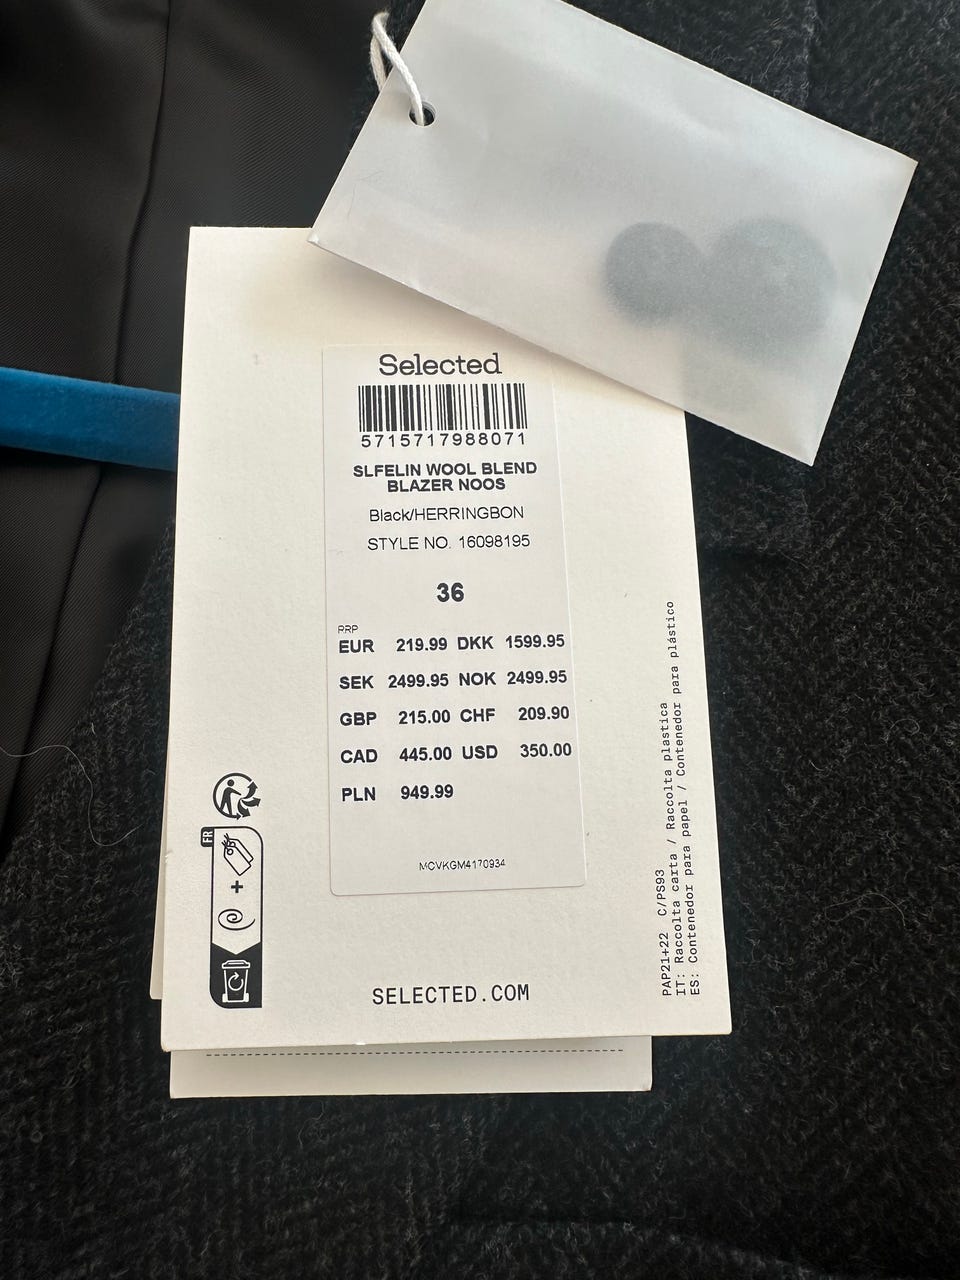 Selected
5715717988071
SLFELIN WOOL BLEND
BLAZER NOOS
Black/HERRINGBON
STYLE NO. 16098195
36
PRP
EUR 219.99 DKK 1599.95
SEK 2499.95 NOK 2499.95
GBP 215.00 CHF 209.90
CAD 445.00 USD 350.00
PLN 949.99
MCVKGM4170934
FR
+
SELECTED.COM
PAP21+22 C/PS93
IT: Raccolta carta / Raccolta plastica
ES: Contenedor para papel / Contenedor para plástico